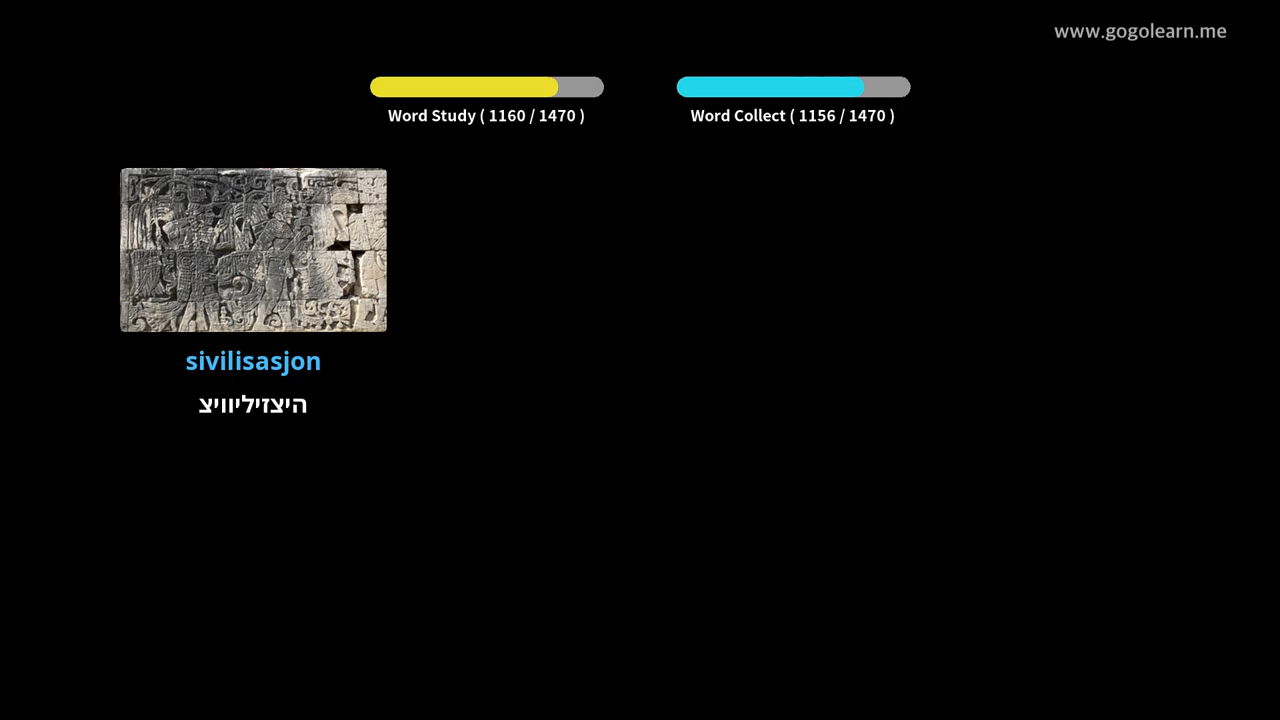 www.gogolearn.me
Word Study ( 1160 / 1470 )
Word Collect ( 1156 / 1470 )
sivilisasjon
היצזיליוויצ